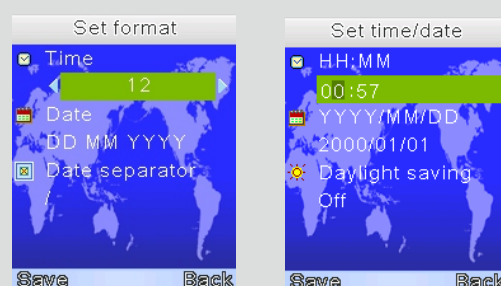 Set format
Time
12
Date
DD MM YYYY
Date separator
/
Save Back
Set time/date
HH:MM
00:57
YYYY/MM/DD
2000/01/01
Daylight saving
Off
Save Back